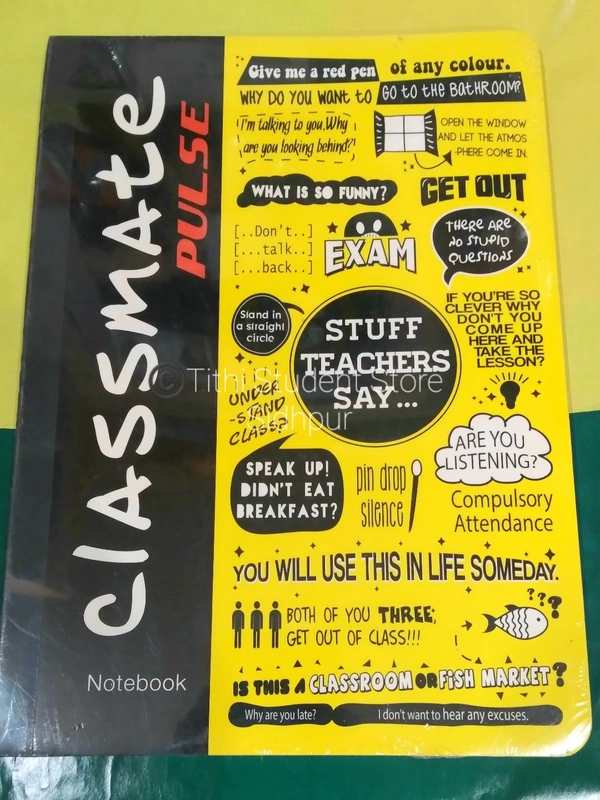 classmate
PULSE
Notebook
Give me a red pen of any colour.
WHY DO YOU WANT to GO to the BATHROOM?
I'm talking to you.Why
are you looking behind?
OPEN THE WINDOW
AND LET THE ATMOS
-PHERE COME IN.
WHAT IS SO FUNNY?
GET OUT
[..Don't..]
[...talk..]
[...back..]
EXAM
THERE ARE
NO STUPID
QUESTIONS
Stand in
a straight
circle
STUFF
TEACHERS
SAY...
IF YOU'RE SO
CLEVER WHY
DON'T YOU
COME UP
HERE AND
TAKE THE
LESSON?
© Tithi Student Store
Sidhpur
UNDER
-STAND
CLASS?
ARE YOU
LISTENING?
SPEAK UP!
DIDN'T EAT
BREAKFAST?
pin drop
silence
Compulsory
Attendance
YOU WILL USE THIS IN LIFE SOMEDAY.
BOTH OF YOU THREE;
GET OUT OF CLASS!!!
???
IS THIS A CLASSROOM OR FISH MARKET?
Why are you late?
I don't want to hear any excuses.